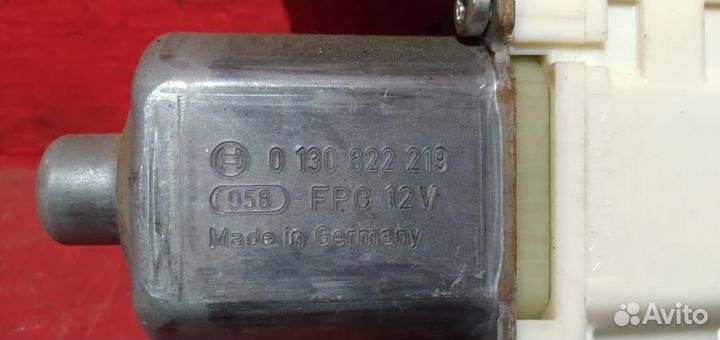 0 130 822 219
058 FPG 12V
Made in Germany
Avito